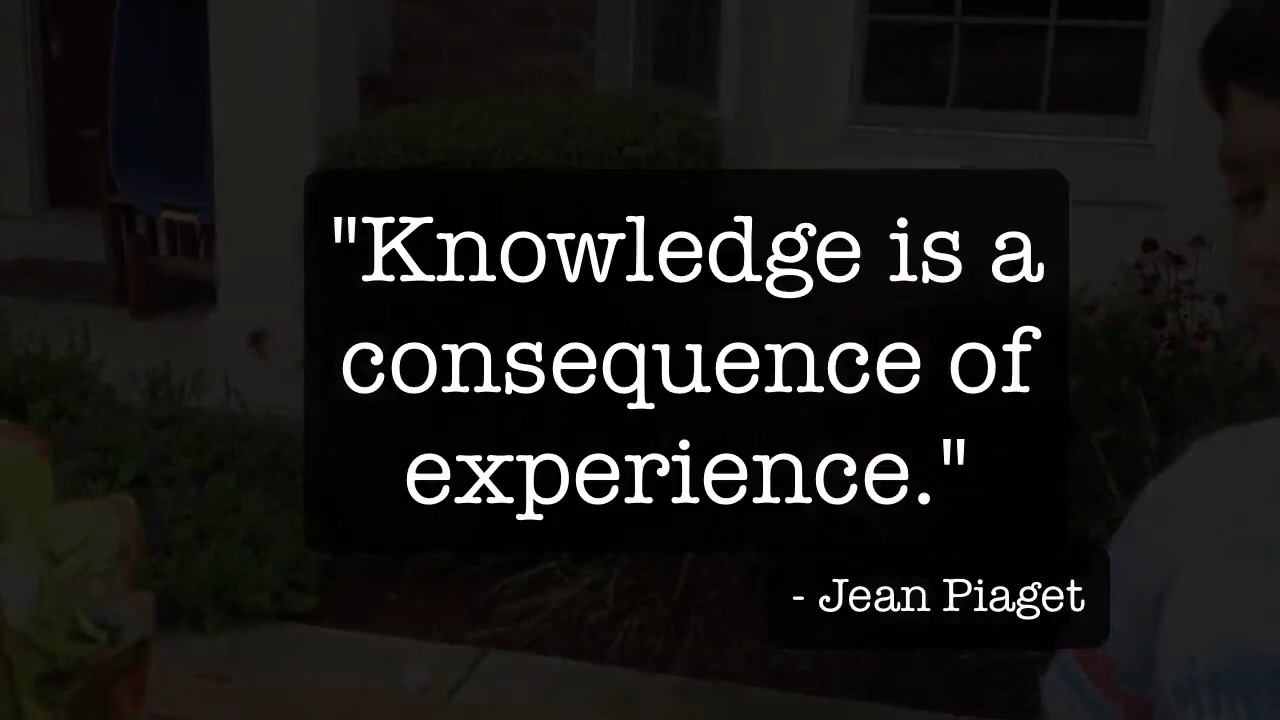 "Knowledge is a
consequence of
experience."
- Jean Piaget